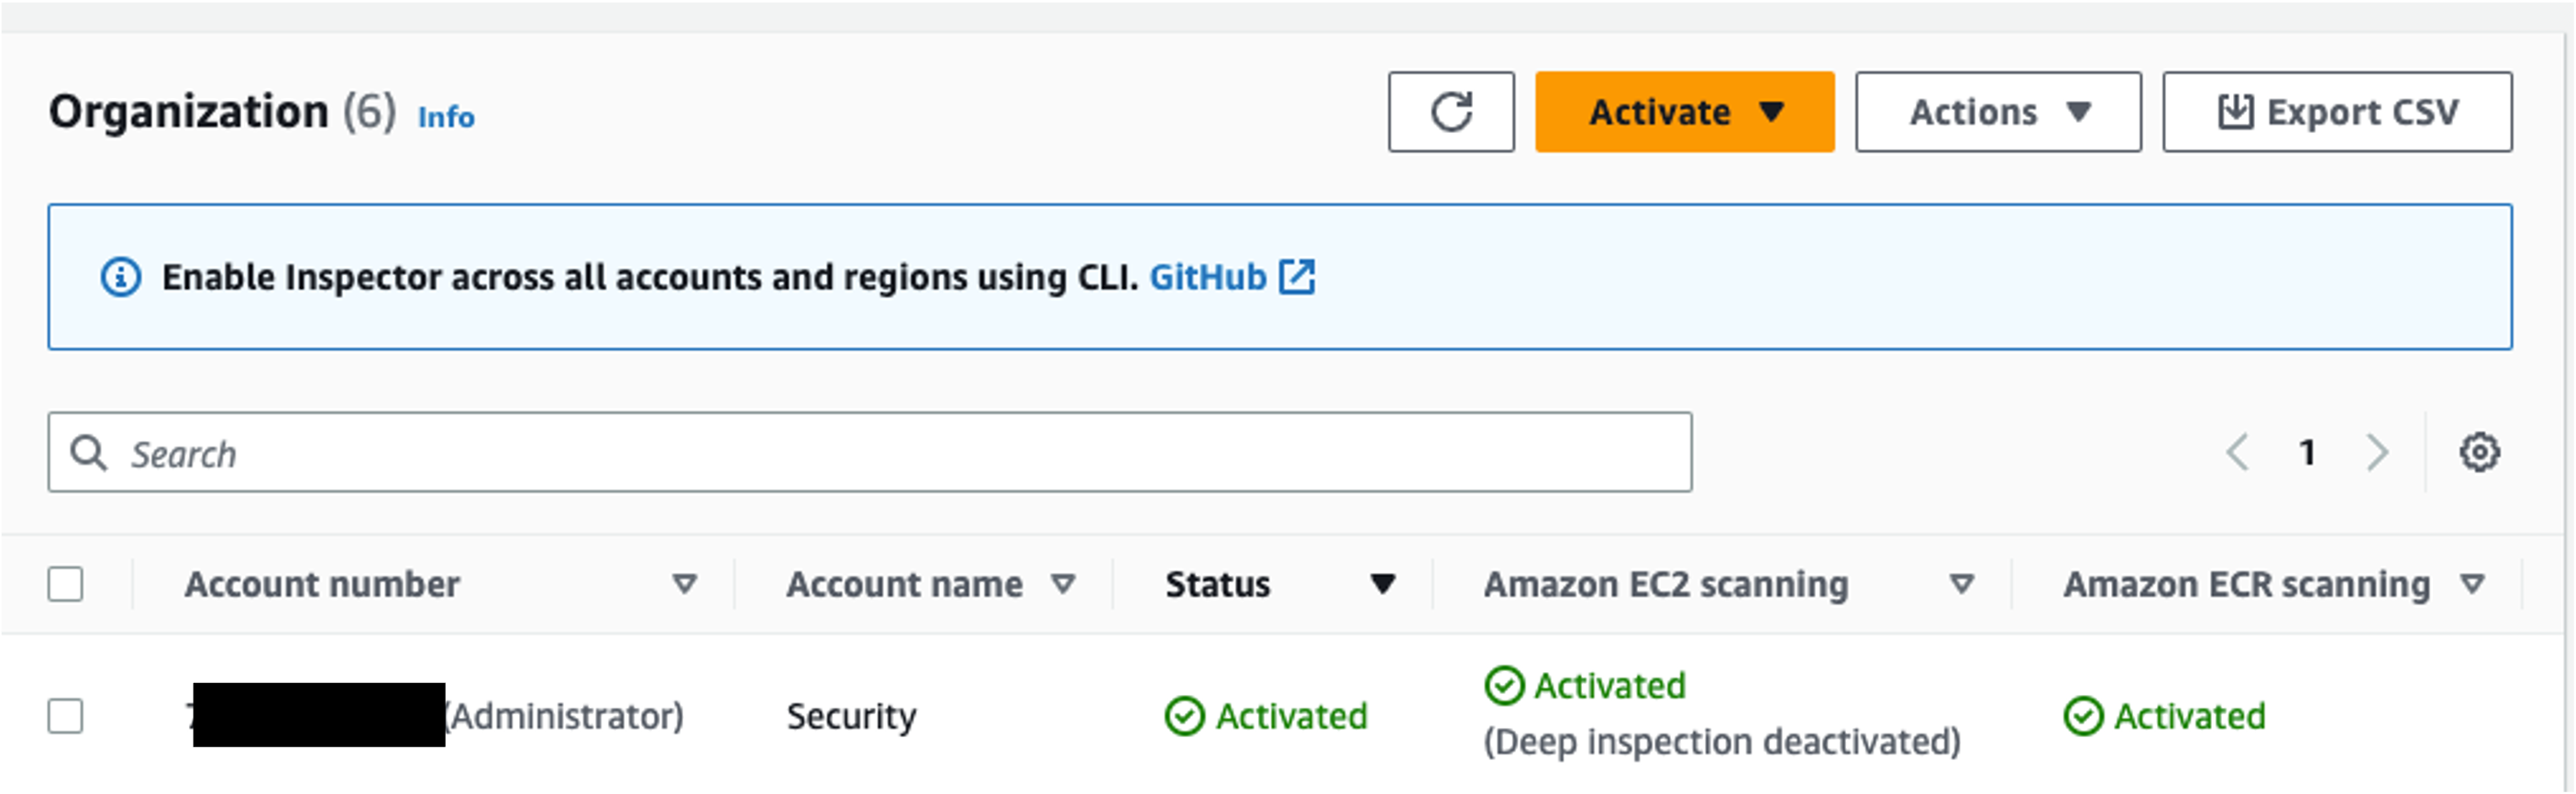 Organization (6) Info
Activate
Actions
Export CSV
Enable Inspector across all accounts and regions using CLI. GitHub
Search
1
Account number
Account name
Status
Amazon EC2 scanning
Amazon ECR scanning
(Administrator)
Security
Activated
Activated
(Deep inspection deactivated)
Activated